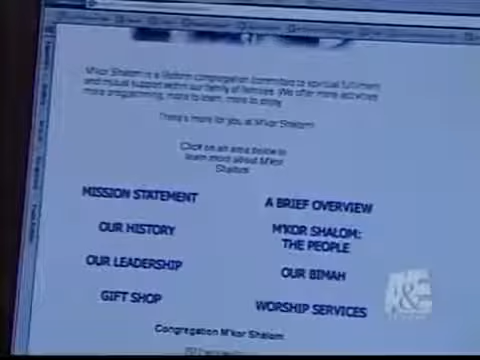 M'kor Shalom is a Reform congregation committed to spiritual fulfillment
and mutual support within our family of families. We offer more activities
more programming, more to learn, more to enjoy.
There's more for you at M'kor Shalom!
Click on an area below to
learn more about M'kor
Shalom
MISSION STATEMENT
A BRIEF OVERVIEW
OUR HISTORY
M'KOR SHALOM:
THE PEOPLE
OUR LEADERSHIP
OUR BIMAH
GIFT SHOP
WORSHIP SERVICES
Congregation M'kor Shalom
A&E